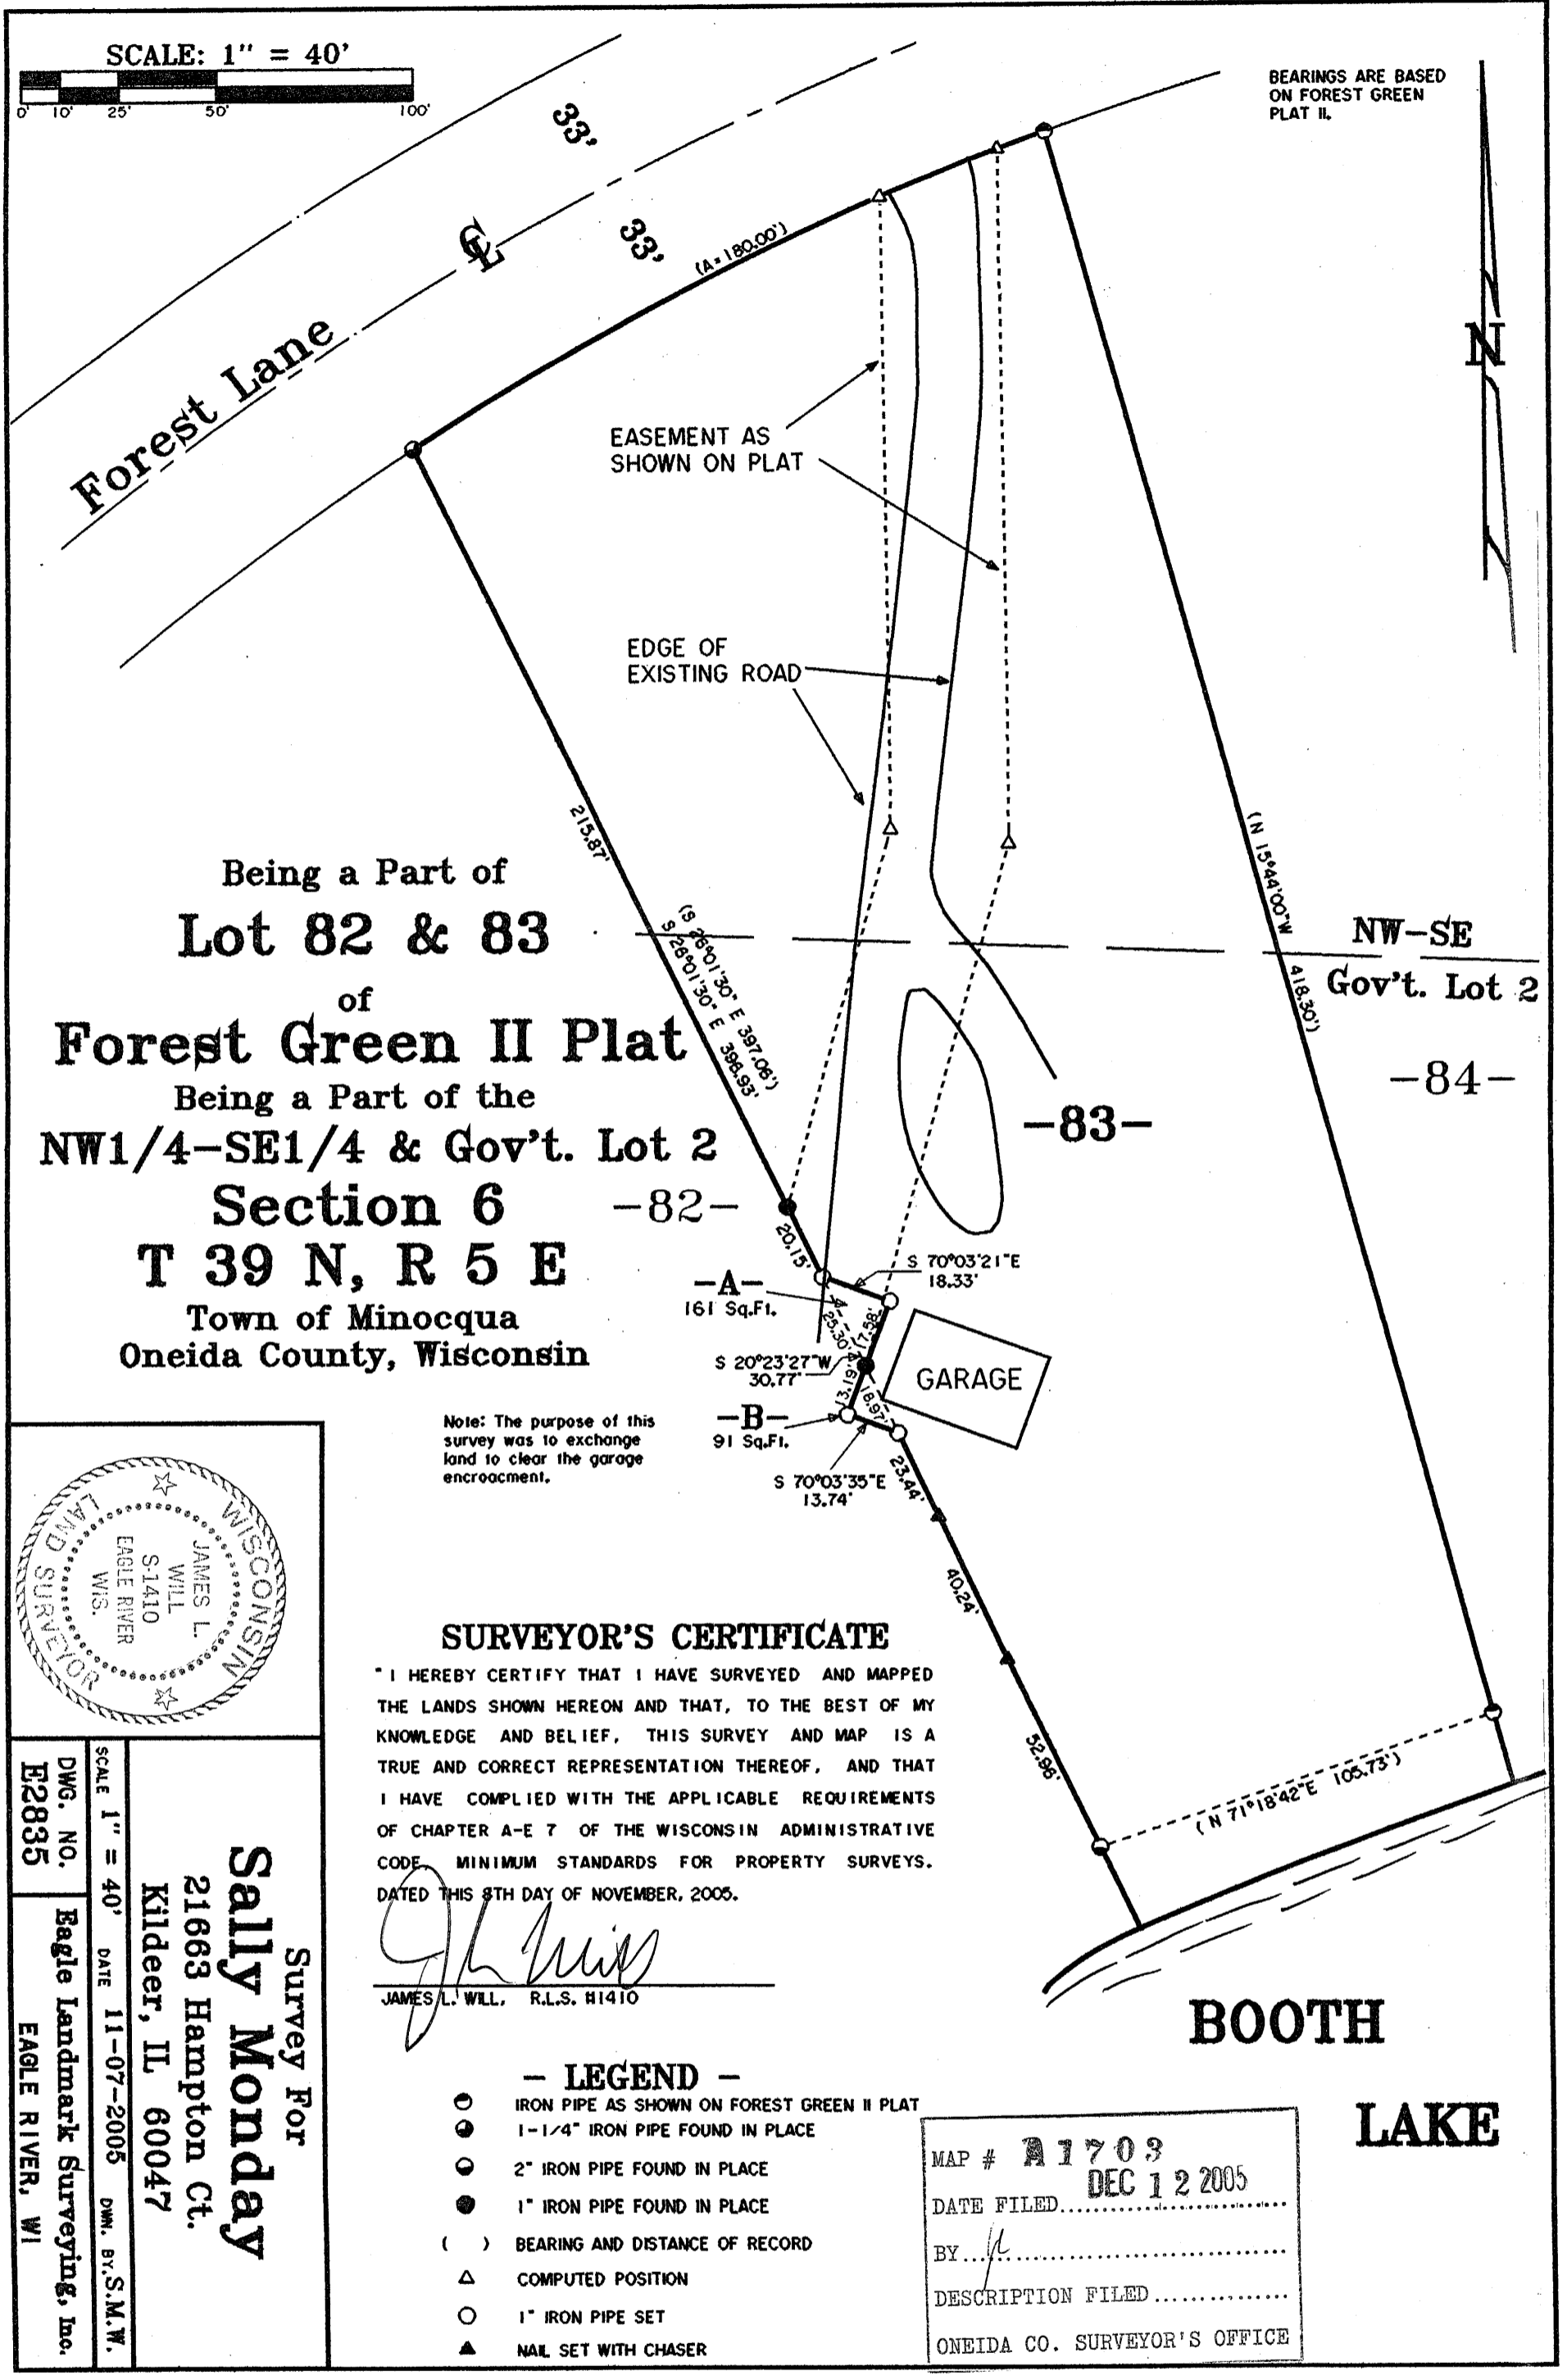 SCALE: 1" = 40'
0' 10' 25' 50' 100'
BEARINGS ARE BASED
ON FOREST GREEN
PLAT II.
33'
33'
CL
Forest Lane
(A=180.00')
N
EASEMENT AS
SHOWN ON PLAT
EDGE OF
EXISTING ROAD
215.87'
(S 26°01'30" E 397.06')
S 26°01'30" E 396.93'
(N 15°44'00"W 418.30')
NW-SE
Gov't. Lot 2
-84-
-83-
-82-
Being a Part of
Lot 82 & 83
of
Forest Green II Plat
Being a Part of the
NW1/4-SE1/4 & Gov't. Lot 2
Section 6
T 39 N, R 5 E
Town of Minocqua
Oneida County, Wisconsin
20.15'
S 70°03'21"E
18.33'
-A-
161 Sq.Ft.
25.30'
17.58'
S 20°23'27"W
30.77'
13.19'
18.97'
GARAGE
-B-
91 Sq.Ft.
S 70°03'35"E
13.74'
23.44'
40.24'
52.96'
(N 71°18'42"E 105.73')
Note: The purpose of this
survey was to exchange
land to clear the garage
encroacment.
WISCONSIN
LAND SURVEYOR
JAMES L.
WILL
S-1410
EAGLE RIVER
WIS.
SURVEYOR'S CERTIFICATE
"I HEREBY CERTIFY THAT I HAVE SURVEYED AND MAPPED
THE LANDS SHOWN HEREON AND THAT, TO THE BEST OF MY
KNOWLEDGE AND BELIEF, THIS SURVEY AND MAP IS A
TRUE AND CORRECT REPRESENTATION THEREOF, AND THAT
I HAVE COMPLIED WITH THE APPLICABLE REQUIREMENTS
OF CHAPTER A-E 7 OF THE WISCONSIN ADMINISTRATIVE
CODE, MINIMUM STANDARDS FOR PROPERTY SURVEYS.
DATED THIS 8TH DAY OF NOVEMBER, 2005.
JAMES L. WILL, R.L.S. #1410
BOOTH
LAKE
- LEGEND -
IRON PIPE AS SHOWN ON FOREST GREEN II PLAT
1-1/4" IRON PIPE FOUND IN PLACE
2" IRON PIPE FOUND IN PLACE
1" IRON PIPE FOUND IN PLACE
( ) BEARING AND DISTANCE OF RECORD
COMPUTED POSITION
1" IRON PIPE SET
NAIL SET WITH CHASER
MAP # A1703
DATE FILED DEC 12 2005
BY
DESCRIPTION FILED
ONEIDA CO. SURVEYOR'S OFFICE
Survey For
Sally Monday
21663 Hampton Ct.
Kildeer, IL 60047
SCALE 1" = 40' DATE 11-07-2005 DWN. BY. S.M.W.
DWG. NO.
E2835
Eagle Landmark Surveying, Inc.
EAGLE RIVER, WI